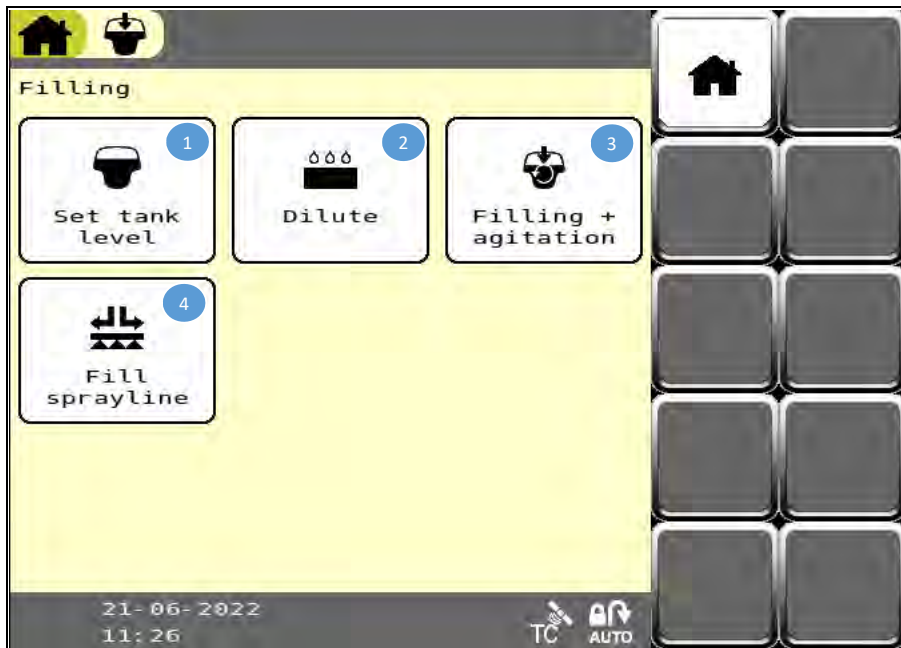 Filling
1
2
3
Set tank
level
Dilute
Filling +
agitation
4
Fill
sprayline
21-06-2022
11:26
TC
AUTO